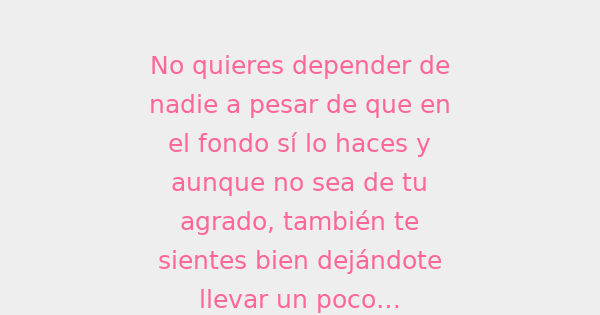 No quieres depender de
nadie a pesar de que en
el fondo sí lo haces y
aunque no sea de tu
agrado, también te
sientes bien dejándote
llevar un poco...